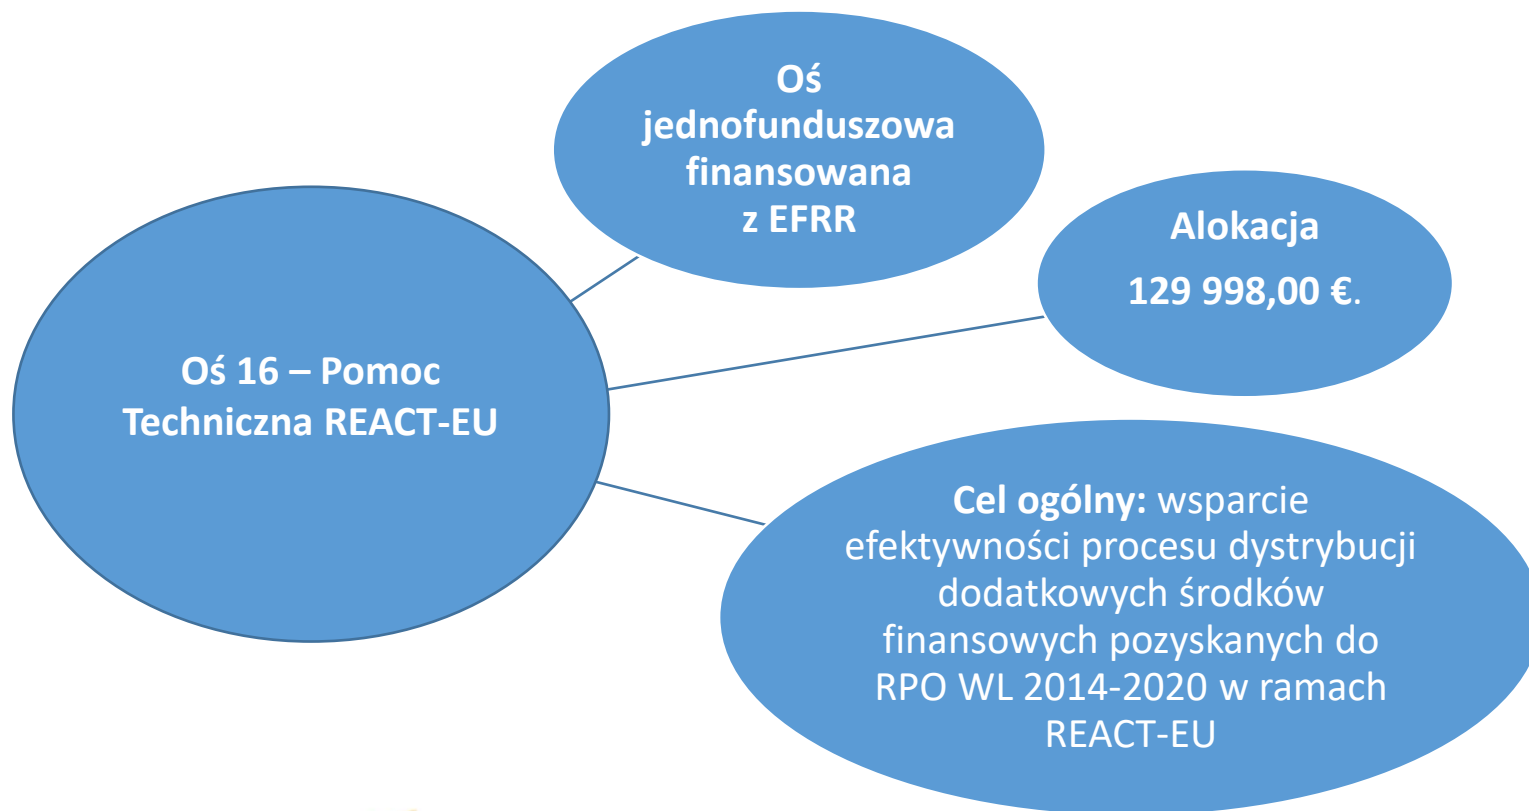 Oś
jednofunduszowa
finansowana
z EFRR
Alokacja
129 998,00 €.
Oś 16 – Pomoc
Techniczna REACT-EU
Cel ogólny: wsparcie
efektywności procesu dystrybucji
dodatkowych środków
finansowych pozyskanych do
RPO WL 2014-2020 w ramach
REACT-EU